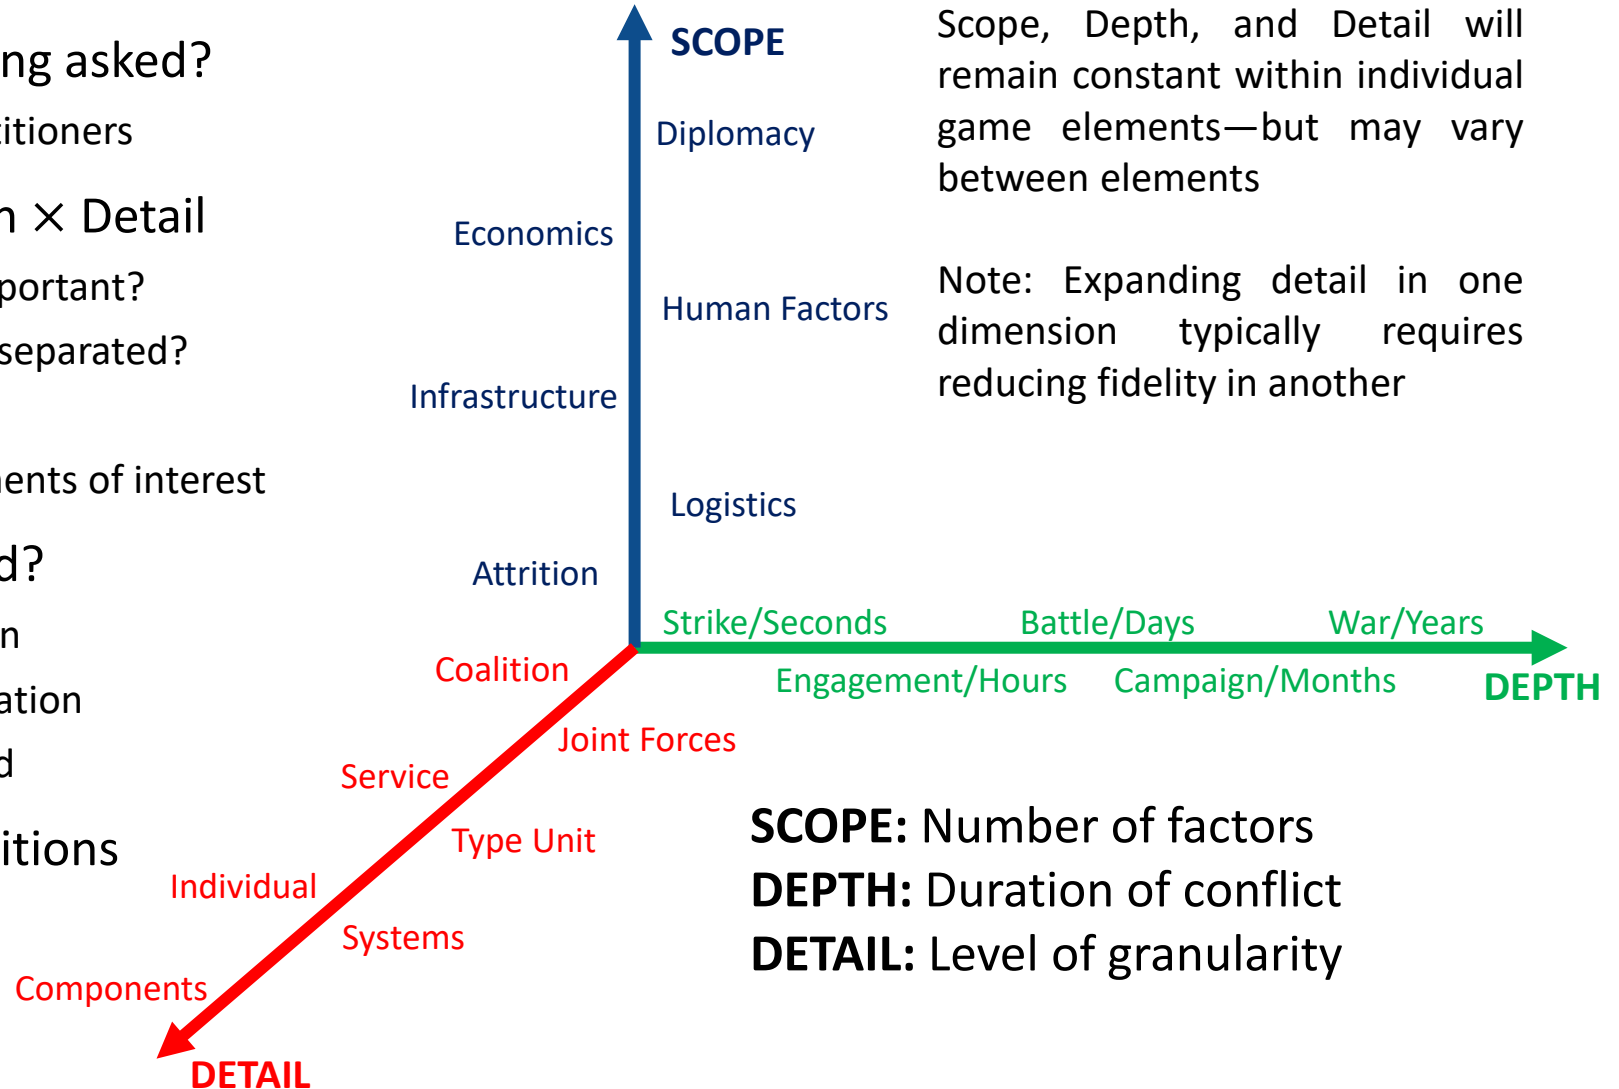 ng asked?
titioners
n × Detail
portant?
separated?
nents of interest
d?
n
ation
d
itions
SCOPE
Diplomacy
Economics
Human Factors
Infrastructure
Logistics
Attrition
Strike/Seconds
Battle/Days
War/Years
Engagement/Hours
Campaign/Months
DEPTH
Coalition
Joint Forces
Service
Type Unit
Individual
Systems
Components
DETAIL
Scope, Depth, and Detail will
remain constant within individual
game elements—but may vary
between elements
Note: Expanding detail in one
dimension typically requires
reducing fidelity in another
SCOPE: Number of factors
DEPTH: Duration of conflict
DETAIL: Level of granularity